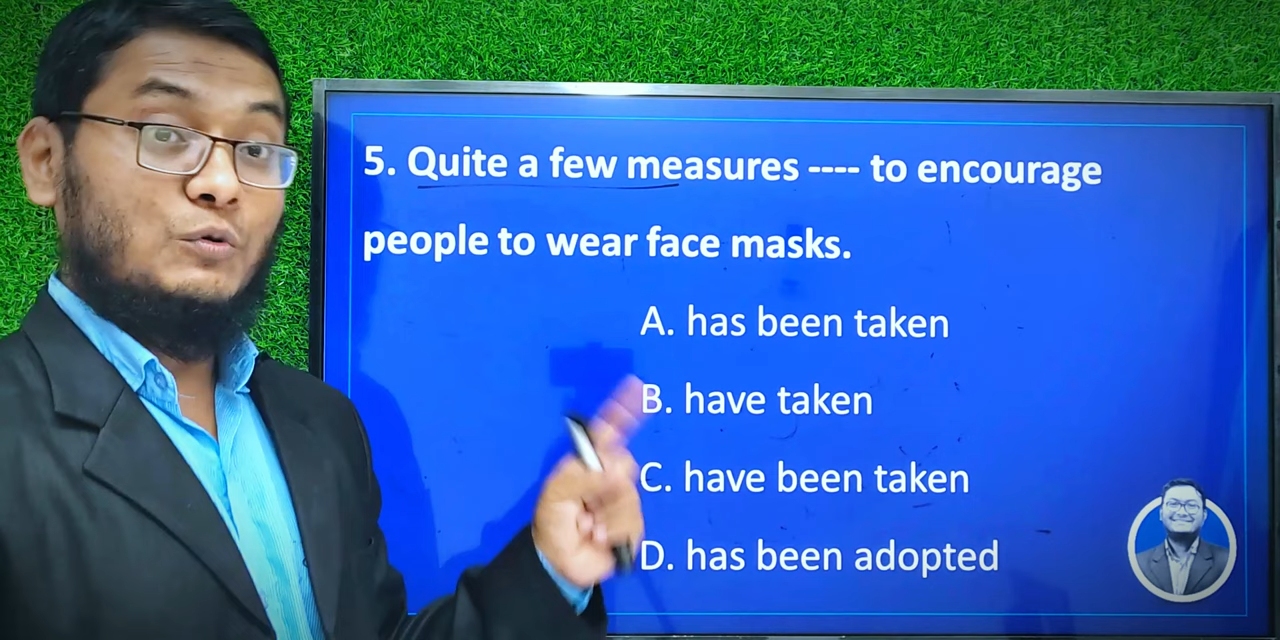 5. Quite a few measures ---- to encourage
people to wear face masks.
A. has been taken
B. have taken
C. have been taken
D. has been adopted